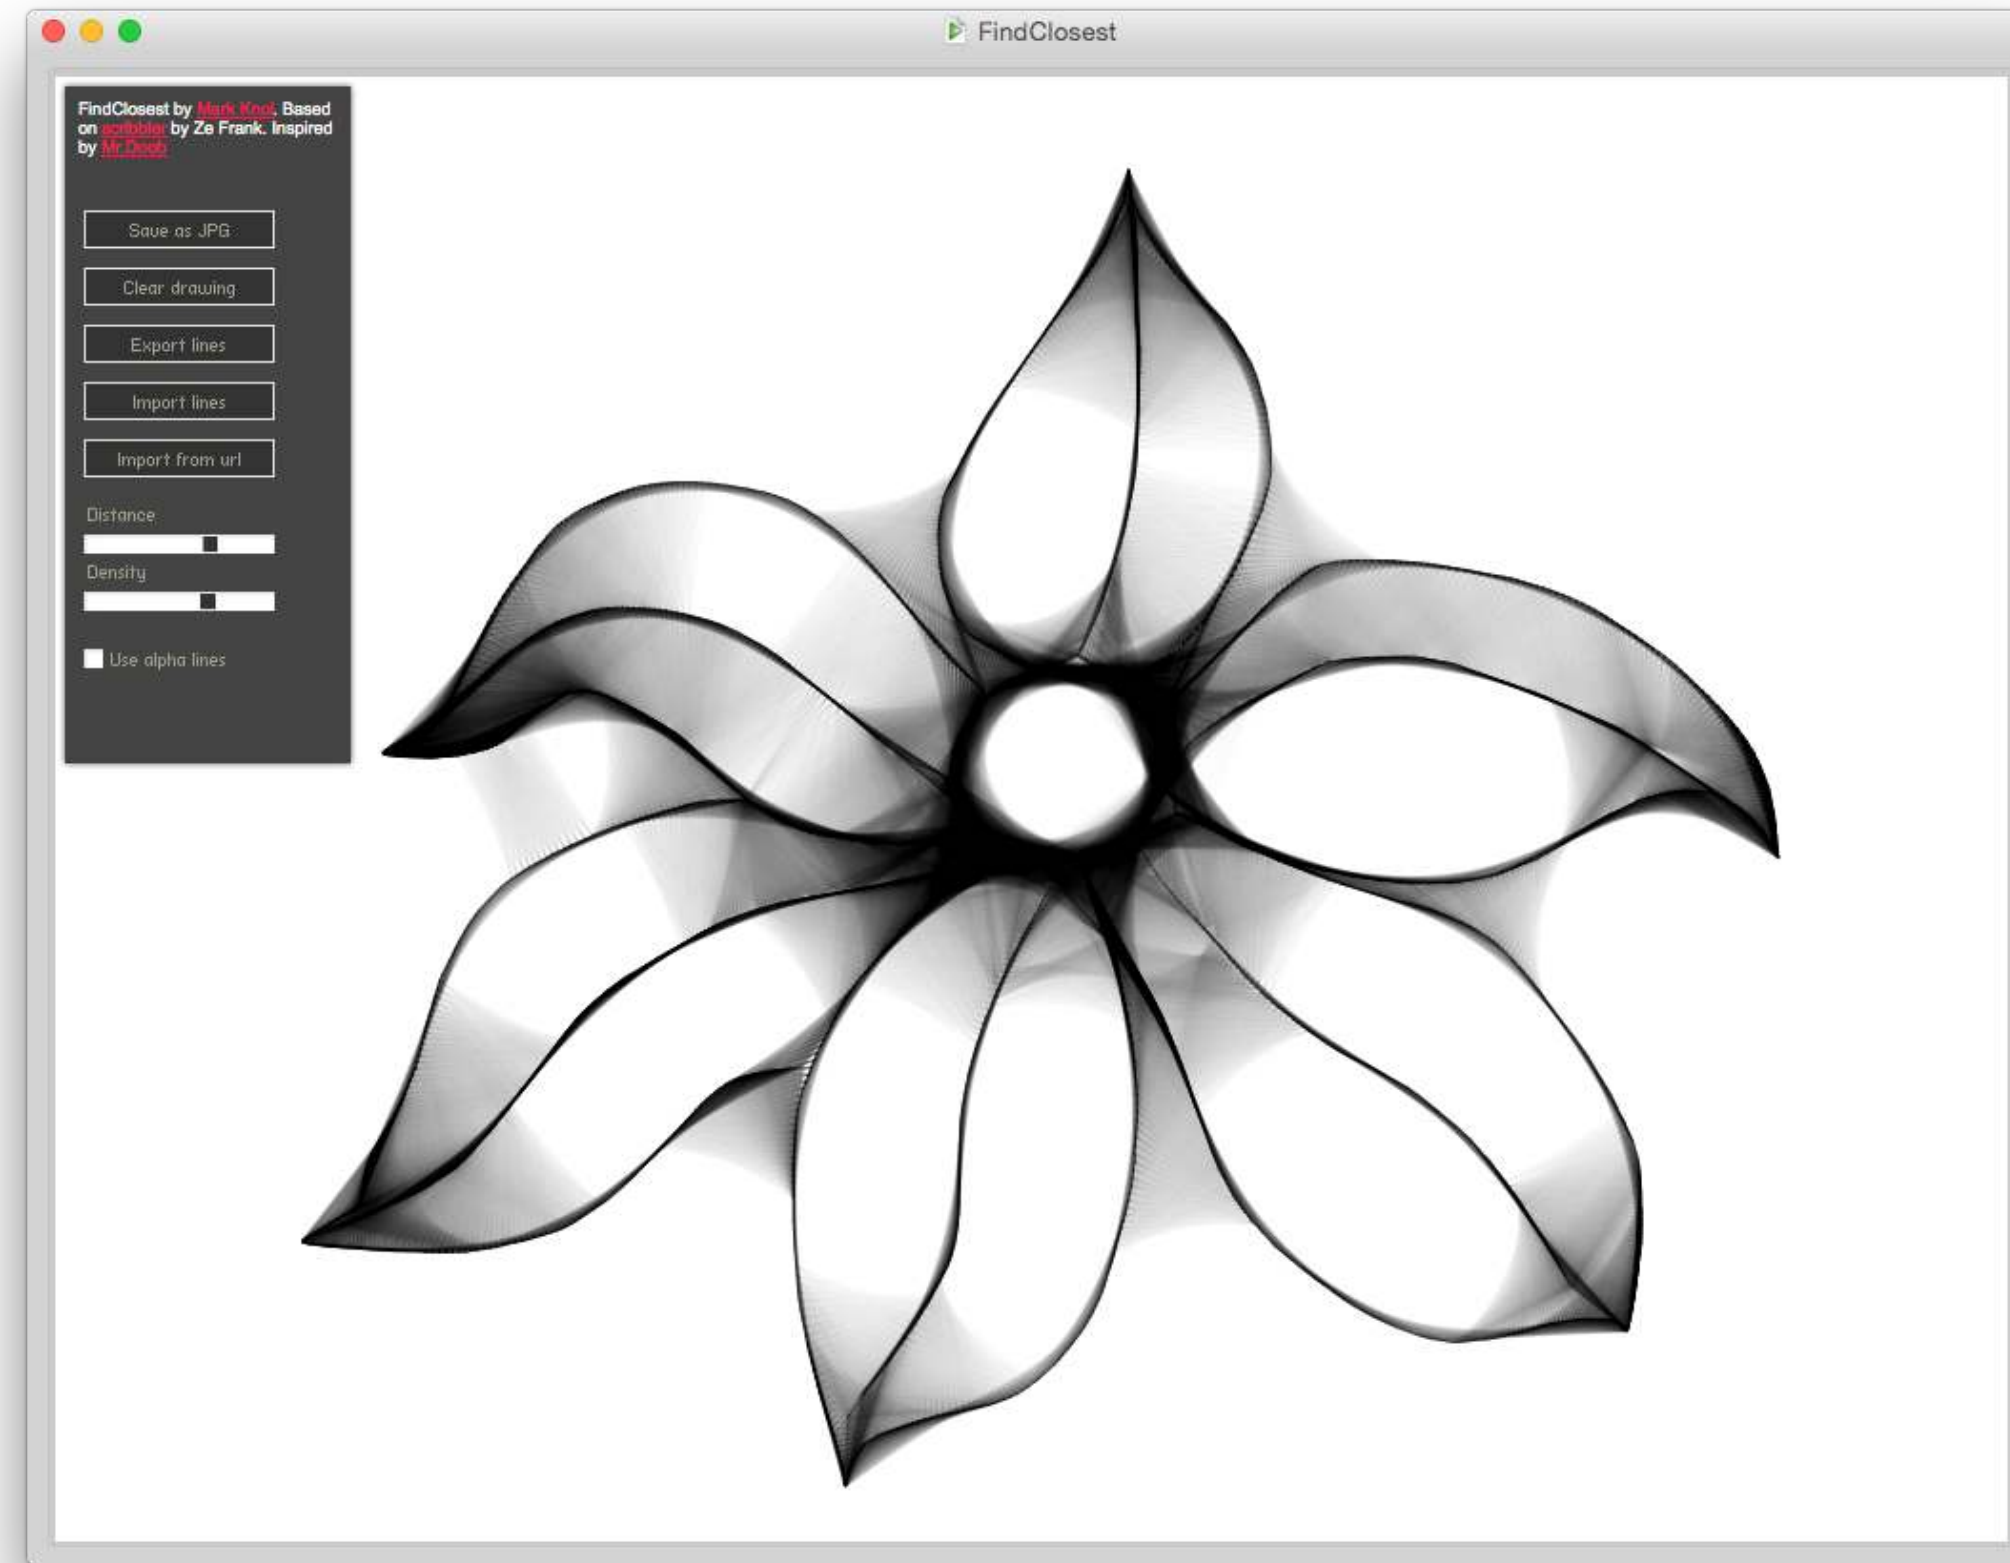 FindClosest
FindClosest by Mark Knol. Based
on scribbler by Ze Frank. Inspired
by Mr Doob
Save as JPG
Clear drawing
Export lines
Import lines
Import from url
Distance
Density
Use alpha lines